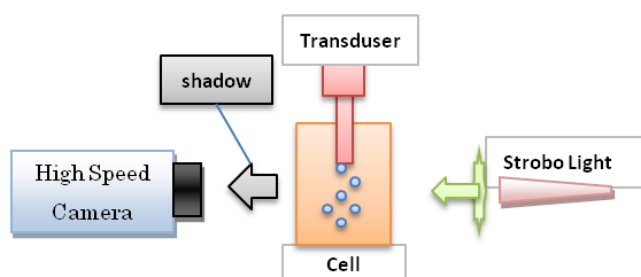 Transduser
shadow
High Speed
Camera
Strobo Light
Cell